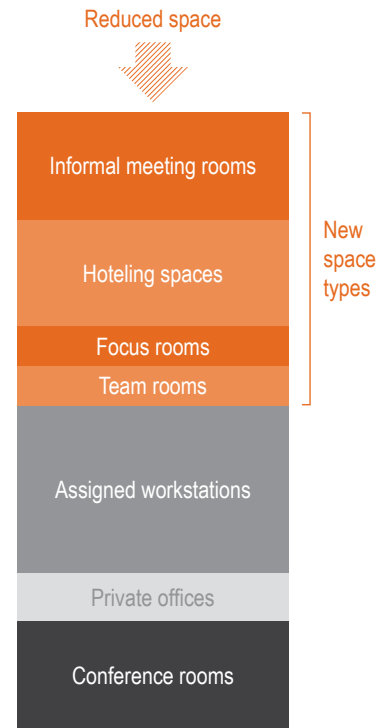 Reduced space
Informal meeting rooms
Hoteling spaces
Focus rooms
Team rooms
New
space
types
Assigned workstations
Private offices
Conference rooms